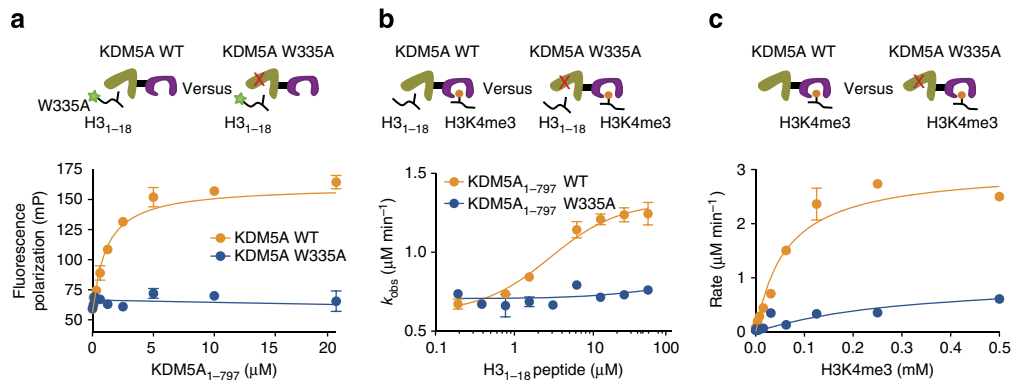 a
KDM5A WT
KDM5A W335A
Versus
W335A
H3₁₋₁₈
H3₁₋₁₈
Fluorescence
polarization (mP)
175
150
125
100
75
50
KDM5A WT
KDM5A W335A
0
5
10
15
20
KDM5A₁₋₇₉₇ (μM)
b
KDM5A WT
KDM5A W335A
Versus
H3₁₋₁₈
H3K4me3
H3₁₋₁₈
H3K4me3
k_obs (μM min⁻¹)
1.5
1.0
0.5
KDM5A₁₋₇₉₇ WT
KDM5A₁₋₇₉₇ W335A
0.1
1
10
100
H3₁₋₁₈ peptide (μM)
c
KDM5A WT
KDM5A W335A
Versus
H3K4me3
H3K4me3
Rate (μM min⁻¹)
3
2
1
0
0.0
0.1
0.2
0.3
0.4
0.5
H3K4me3 (mM)